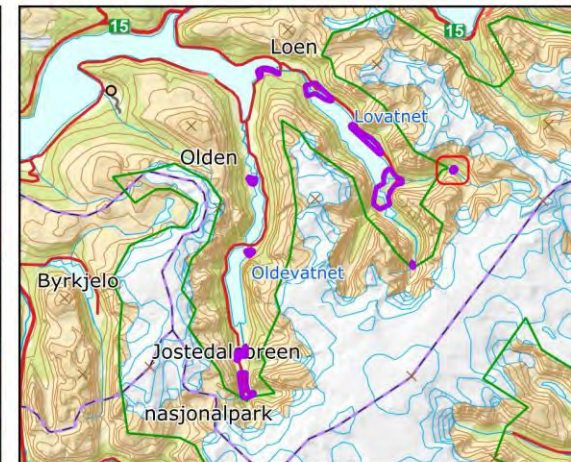 15
15
Loen
Lovatnet
Olden
Oldevatnet
Byrkjelo
Jostedalsbreen
nasjonalpark